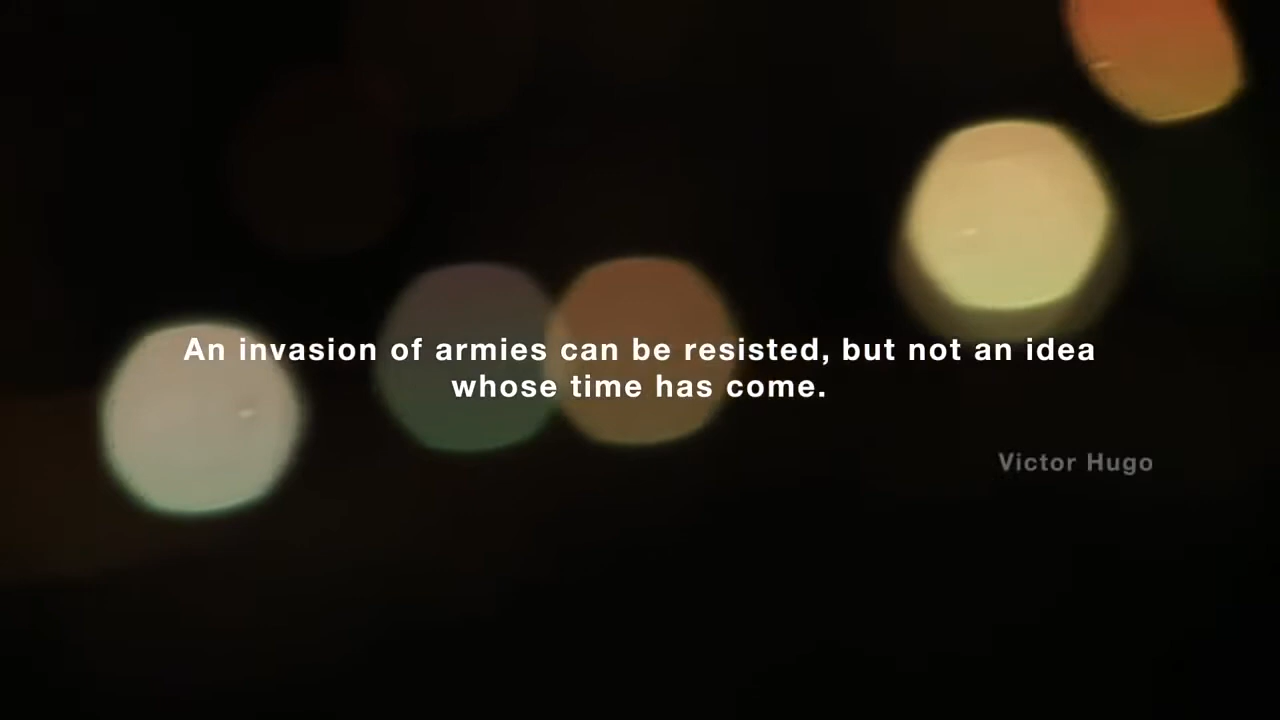 An invasion of armies can be resisted, but not an idea
whose time has come.
Victor Hugo